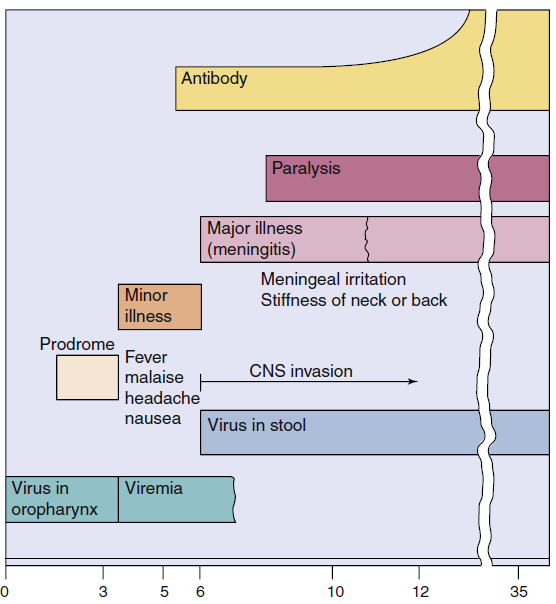 Antibody
Paralysis
Major illness
(meningitis)
Meningeal irritation
Stiffness of neck or back
Minor
illness
Prodrome
Fever
malaise
headache
nausea
CNS invasion
Virus in stool
Virus in
oropharynx
Viremia
0 3 5 6 10 12 35